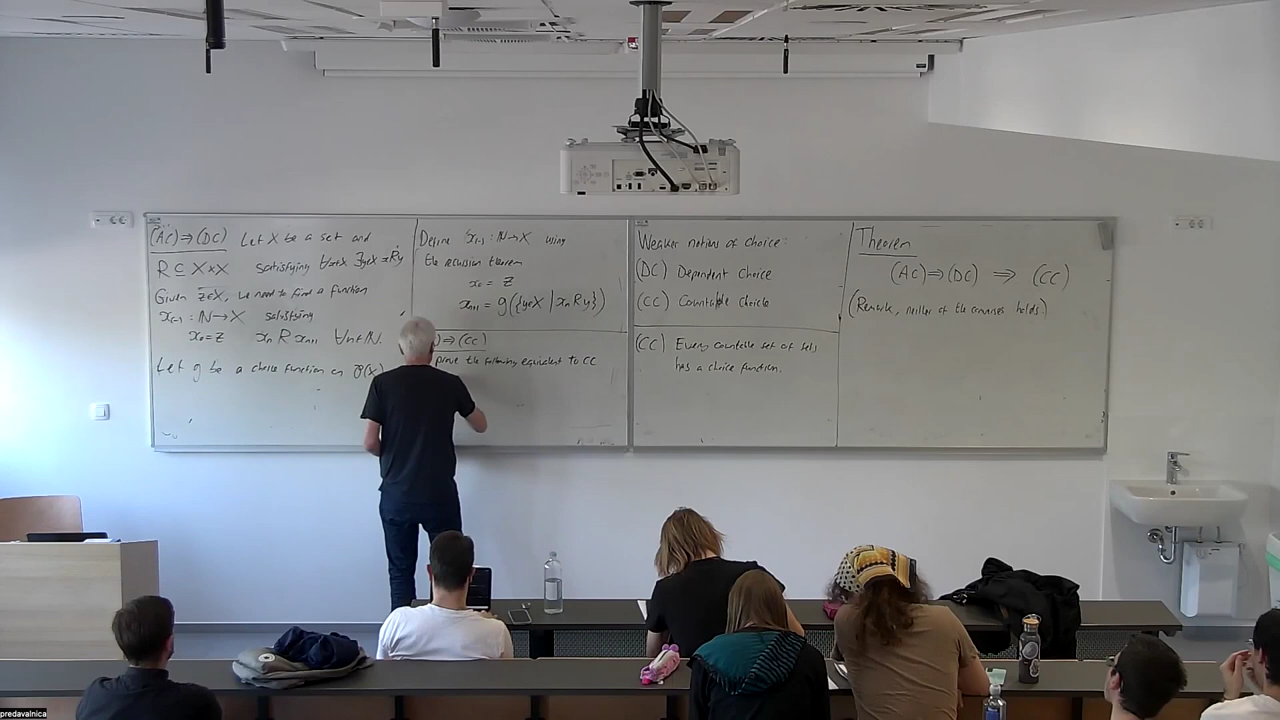 (AC)⇒(DC) Let X be a set and
R ⊆ X×X satisfying ∀x∈X ∃y∈X xRy
Given z∈X, we need to find a function
x₍₋₎ : ℕ→X satisfying
x₀=z xₙ R xₙ₊₁ ∀n∈ℕ.
Let g be a choice function on 𝒫(X)
Define x₍₋₎ : ℕ→X using
the recursion theorem
x₀ = z
xₙ₊₁ = g({y∈X | xₙRy})
)⇒(CC)
prove the following equivalent to CC
Weaker notions of choice:
(DC) Dependent Choice
(CC) Countable choice
(CC) Every countable set of sets
has a choice function.
Theorem
(AC)⇒(DC) ⇒ (CC)
(Remark, neither of the converses holds.)
predavalnica